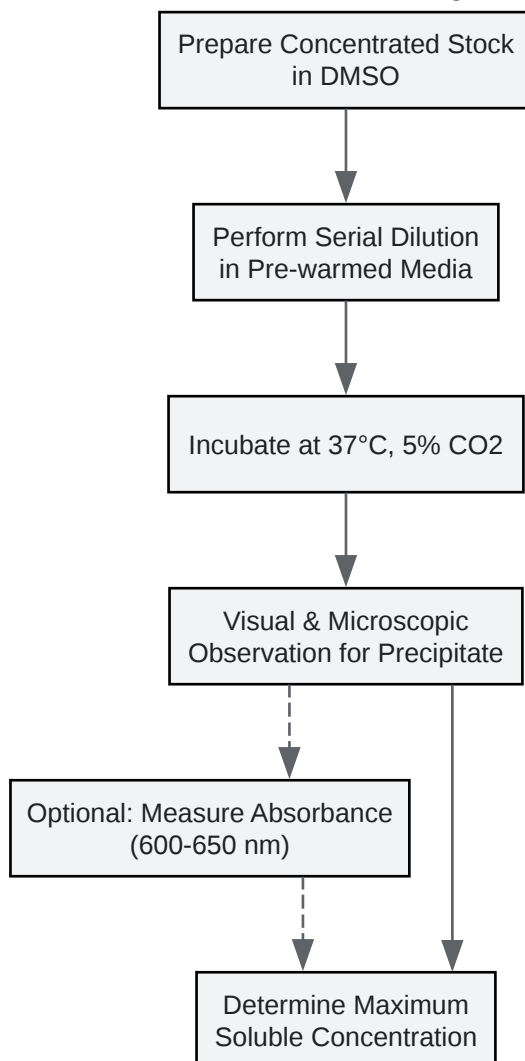 Prepare Concentrated Stock
in DMSO
Perform Serial Dilution
in Pre-warmed Media
Incubate at 37°C, 5% CO2
Visual & Microscopic
Observation for Precipitate
Optional: Measure Absorbance
(600-650 nm)
Determine Maximum
Soluble Concentration